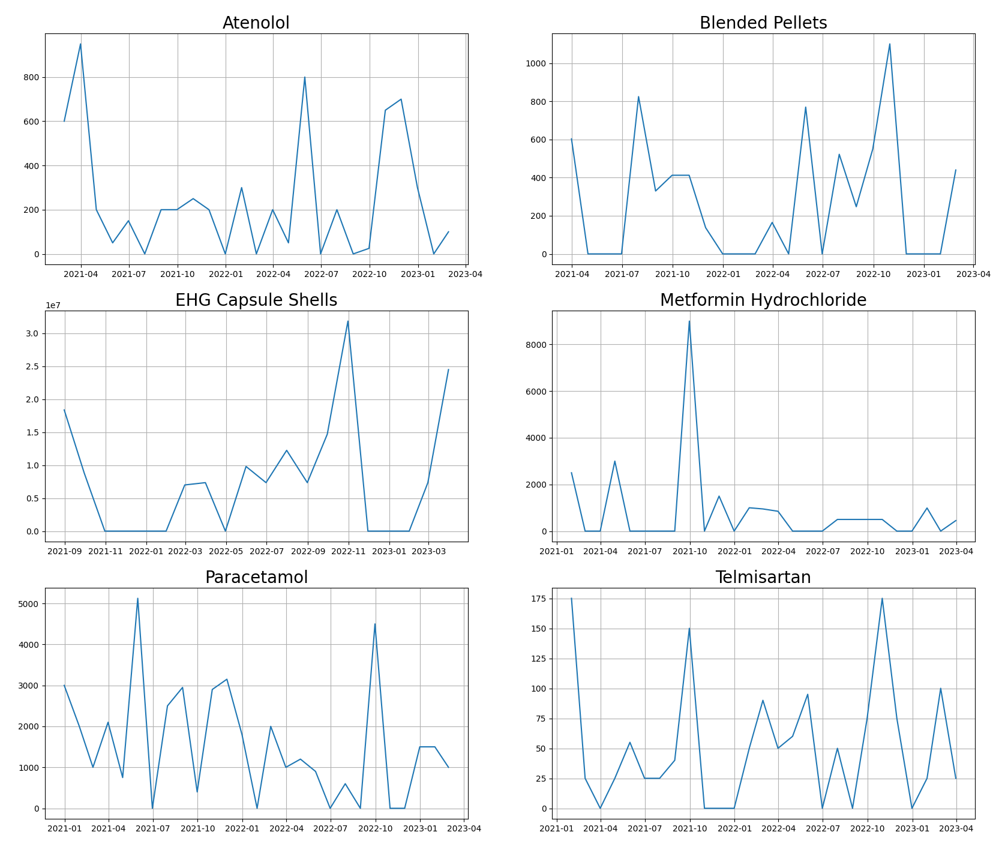 Atenolol
800
600
400
200
0
2021-04 2021-07 2021-10 2022-01 2022-04 2022-07 2022-10 2023-01 2023-04
Blended Pellets
1000
800
600
400
200
0
2021-04 2021-07 2021-10 2022-01 2022-04 2022-07 2022-10 2023-01 2023-04
EHG Capsule Shells
1e7
3.0
2.5
2.0
1.5
1.0
0.5
0.0
2021-09 2021-11 2022-01 2022-03 2022-05 2022-07 2022-09 2022-11 2023-01 2023-03
Metformin Hydrochloride
8000
6000
4000
2000
0
2021-01 2021-04 2021-07 2021-10 2022-01 2022-04 2022-07 2022-10 2023-01 2023-04
Paracetamol
5000
4000
3000
2000
1000
0
2021-01 2021-04 2021-07 2021-10 2022-01 2022-04 2022-07 2022-10 2023-01 2023-04
Telmisartan
175
150
125
100
75
50
25
0
2021-01 2021-04 2021-07 2021-10 2022-01 2022-04 2022-07 2022-10 2023-01 2023-04